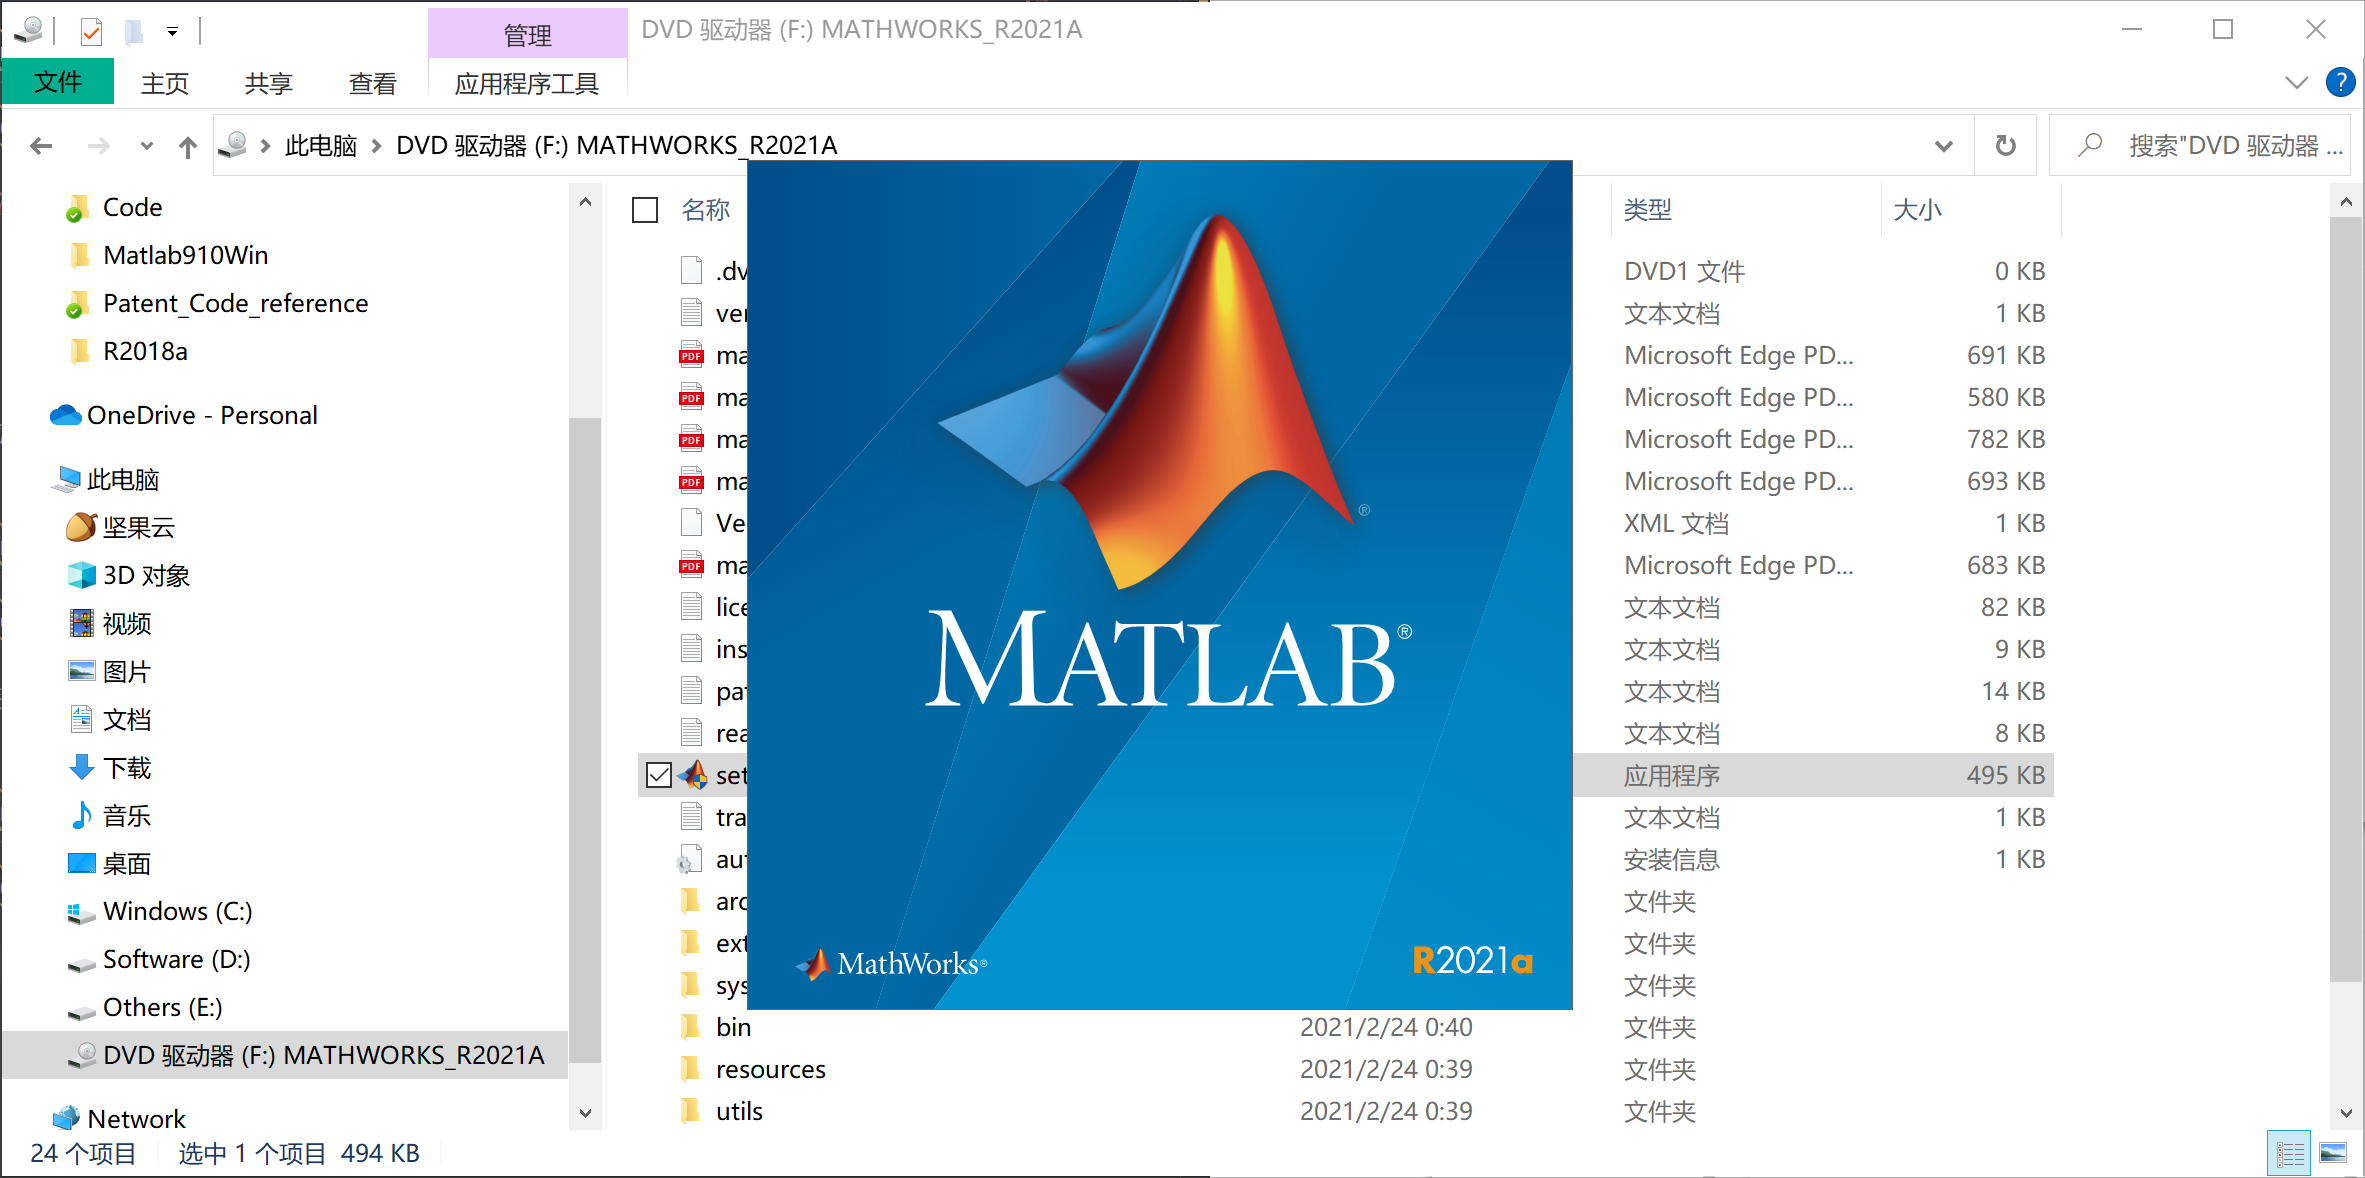 管理
DVD 驱动器 (F:) MATHWORKS_R2021A
文件
主页
共享
查看
应用程序工具
此电脑
DVD 驱动器 (F:) MATHWORKS_R2021A
搜索"DVD 驱动器 ...
Code
Matlab910Win
Patent_Code_reference
R2018a
OneDrive - Personal
此电脑
坚果云
3D 对象
视频
图片
文档
下载
音乐
桌面
Windows (C:)
Software (D:)
Others (E:)
DVD 驱动器 (F:) MATHWORKS_R2021A
Network
名称 类型 大小
.dv DVD1 文件 0 KB
ver 文本文档 1 KB
PDF ma Microsoft Edge PD... 691 KB
PDF ma Microsoft Edge PD... 580 KB
PDF ma Microsoft Edge PD... 782 KB
PDF ma Microsoft Edge PD... 693 KB
Ve XML 文档 1 KB
PDF ma Microsoft Edge PD... 683 KB
lice 文本文档 82 KB
ins 文本文档 9 KB
pat 文本文档 14 KB
rea 文本文档 8 KB
set 应用程序 495 KB
tra 文本文档 1 KB
aut 安装信息 1 KB
arc 文件夹
ext 文件夹
sys 文件夹
bin 2021/2/24 0:40 文件夹
resources 2021/2/24 0:39 文件夹
utils 2021/2/24 0:39 文件夹
®
MATLAB®
MathWorks®
R2021a
24 个项目 选中 1 个项目 494 KB